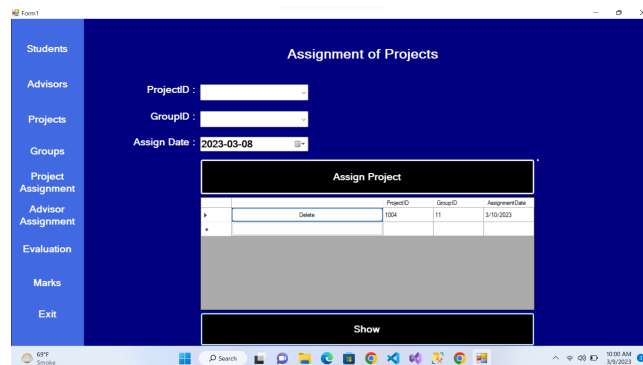 Form1
Students
Advisors
Projects
Groups
Project
Assignment
Advisor
Assignment
Evaluation
Marks
Exit
Assignment of Projects
ProjectID :
GroupID :
Assign Date : 2023-03-08
Assign Project
ProjectID GroupID AssignmentDate
Delete 1004 11 3/10/2023
Show
69°F
Smoke
Search
10:00 AM
3/9/2023